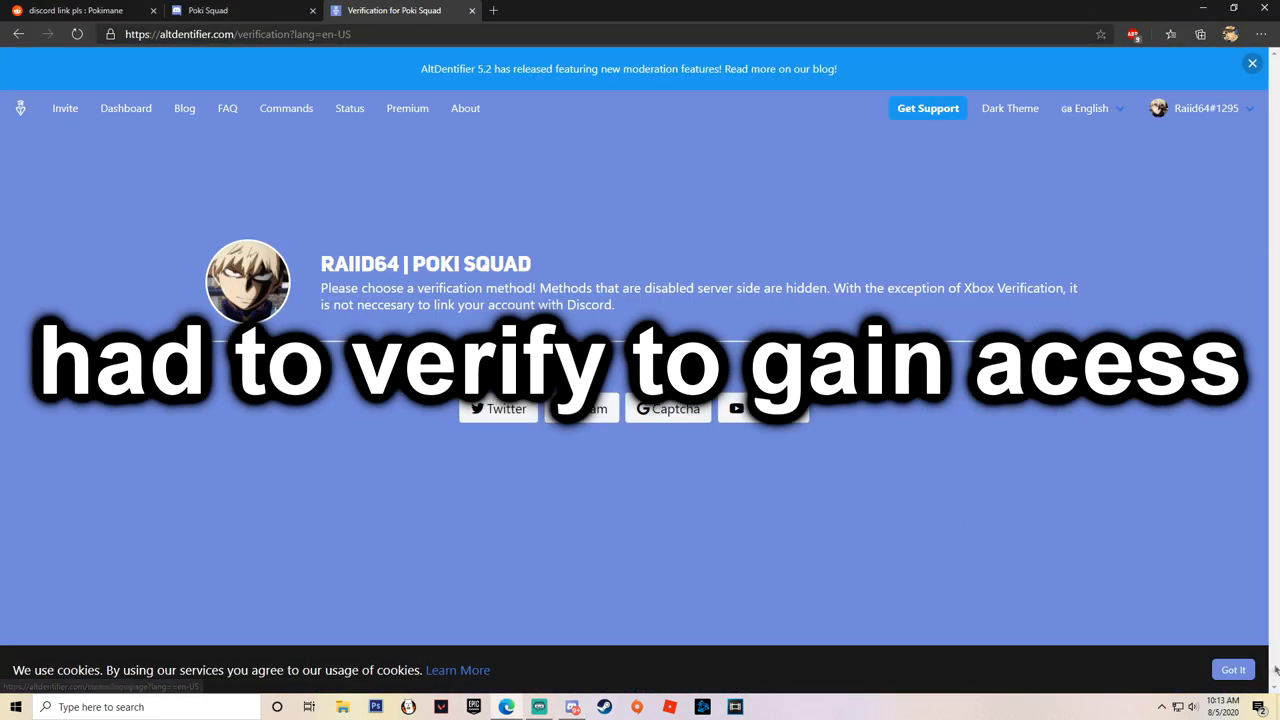 discord link pls : Pokimane
Poki Squad
Verification for Poki Squad
https://altdentifier.com/verification?lang=en-US
9
AltDentifier 5.2 has released featuring new moderation features! Read more on our blog!
Invite Dashboard Blog FAQ Commands Status Premium About Get Support Dark Theme GB English Raiid64#1295
RAIID64 | POKI SQUAD
Please choose a verification method! Methods that are disabled server side are hidden. With the exception of Xbox Verification, it
is not neccesary to link your account with Discord.
had to verify to gain acess
Twitter Captcha
We use cookies. By using our services you agree to our usage of cookies. Learn More
Got It
Type here to search
10:13 AM
8/5/2020
2